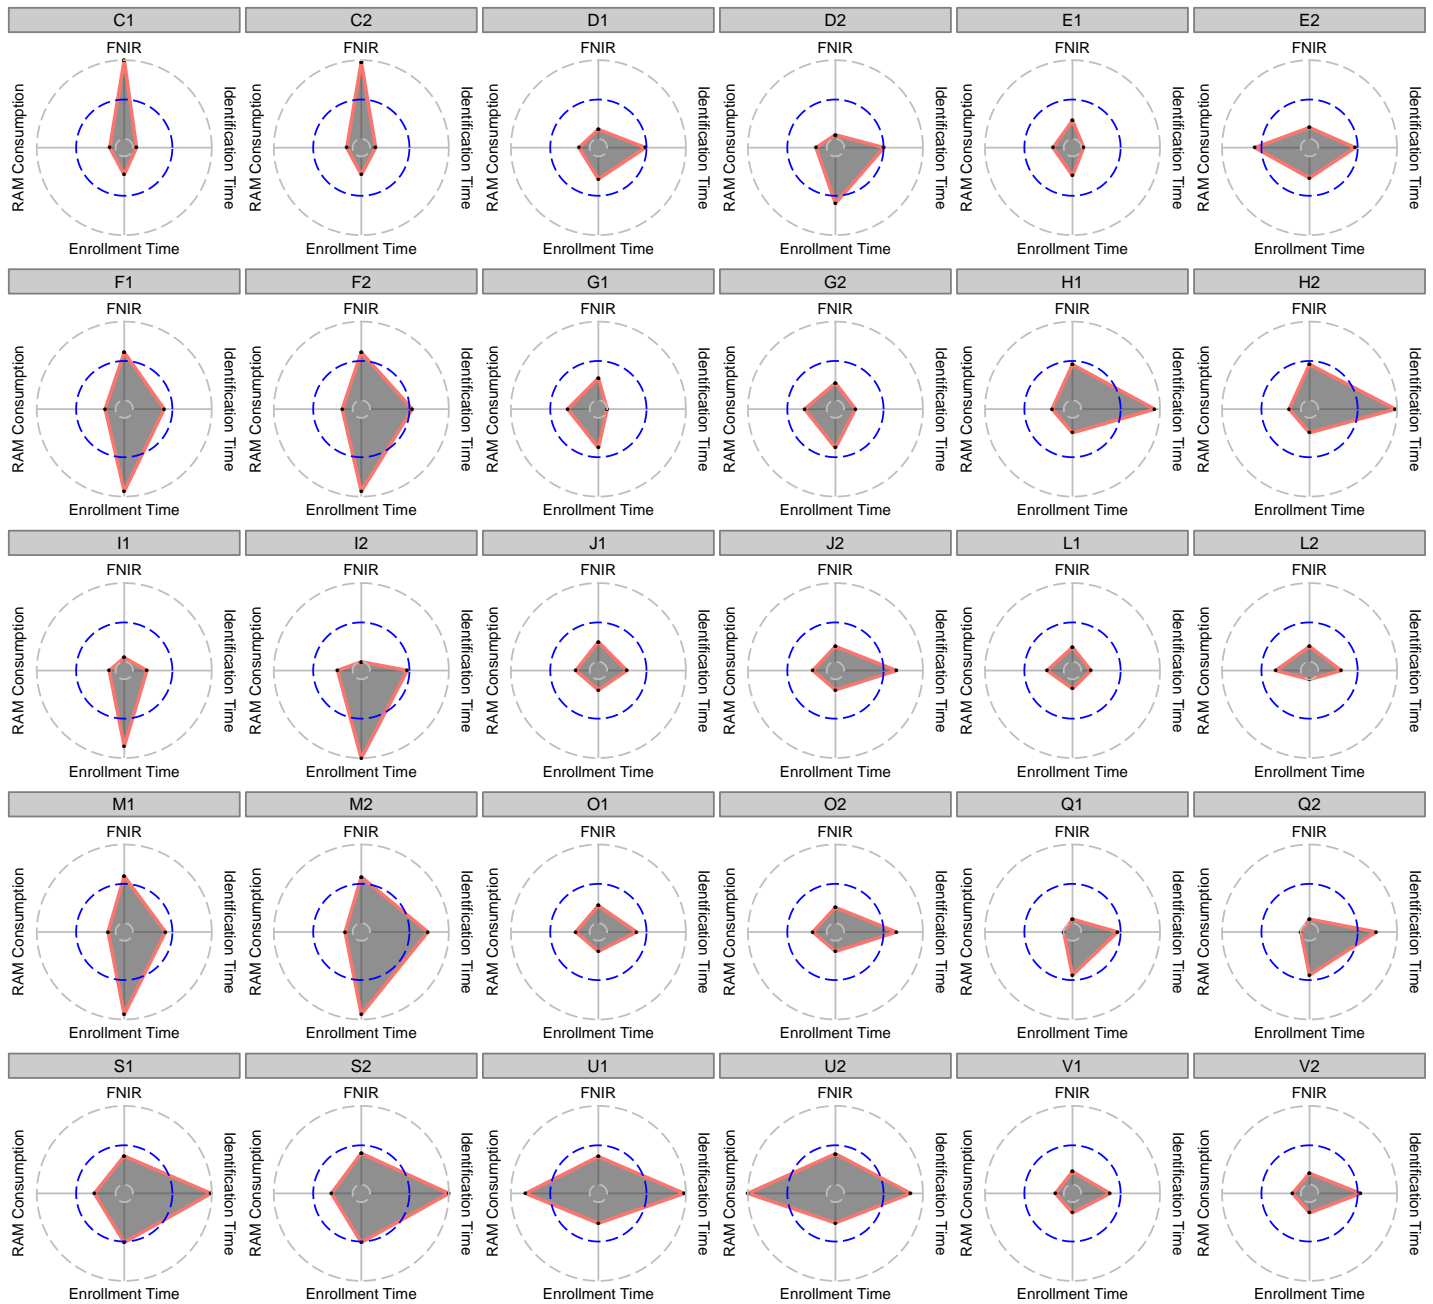 C1
C2
D1
D2
E1
E2
FNIR
FNIR
FNIR
FNIR
FNIR
FNIR
RAM Consumption
Identification Time
RAM Consumption
Identification Time
RAM Consumption
Identification Time
RAM Consumption
Identification Time
RAM Consumption
Identification Time
RAM Consumption
Identification Time
Enrollment Time
Enrollment Time
Enrollment Time
Enrollment Time
Enrollment Time
Enrollment Time
F1
F2
G1
G2
H1
H2
FNIR
FNIR
FNIR
FNIR
FNIR
FNIR
RAM Consumption
Identification Time
RAM Consumption
Identification Time
RAM Consumption
Identification Time
RAM Consumption
Identification Time
RAM Consumption
Identification Time
RAM Consumption
Identification Time
Enrollment Time
Enrollment Time
Enrollment Time
Enrollment Time
Enrollment Time
Enrollment Time
I1
I2
J1
J2
L1
L2
FNIR
FNIR
FNIR
FNIR
FNIR
FNIR
RAM Consumption
Identification Time
RAM Consumption
Identification Time
RAM Consumption
Identification Time
RAM Consumption
Identification Time
RAM Consumption
Identification Time
RAM Consumption
Identification Time
Enrollment Time
Enrollment Time
Enrollment Time
Enrollment Time
Enrollment Time
Enrollment Time
M1
M2
O1
O2
Q1
Q2
FNIR
FNIR
FNIR
FNIR
FNIR
FNIR
RAM Consumption
Identification Time
RAM Consumption
Identification Time
RAM Consumption
Identification Time
RAM Consumption
Identification Time
RAM Consumption
Identification Time
RAM Consumption
Identification Time
Enrollment Time
Enrollment Time
Enrollment Time
Enrollment Time
Enrollment Time
Enrollment Time
S1
S2
U1
U2
V1
V2
FNIR
FNIR
FNIR
FNIR
FNIR
FNIR
RAM Consumption
Identification Time
RAM Consumption
Identification Time
RAM Consumption
Identification Time
RAM Consumption
Identification Time
RAM Consumption
Identification Time
RAM Consumption
Identification Time
Enrollment Time
Enrollment Time
Enrollment Time
Enrollment Time
Enrollment Time
Enrollment Time